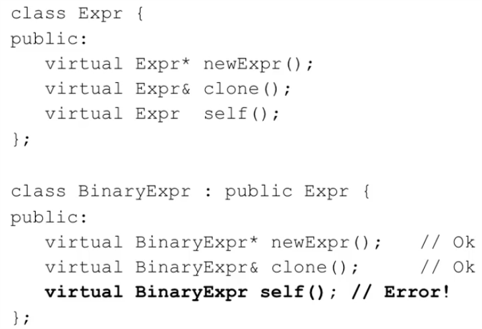 class Expr {
public:
   virtual Expr* newExpr();
   virtual Expr& clone();
   virtual Expr  self();
};

class BinaryExpr : public Expr {
public:
   virtual BinaryExpr* newExpr();   // Ok
   virtual BinaryExpr& clone();     // Ok
   virtual BinaryExpr self(); // Error!
};